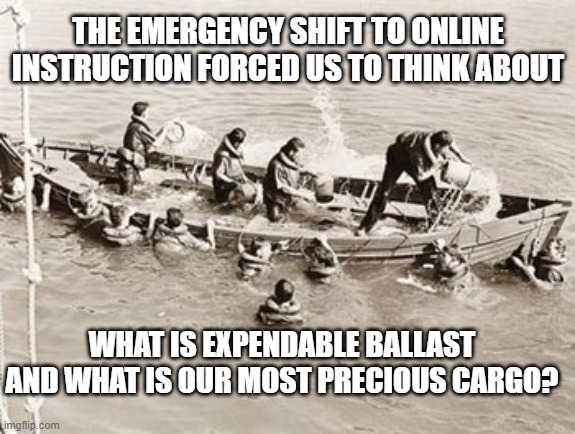 THE EMERGENCY SHIFT TO ONLINE
INSTRUCTION FORCED US TO THINK ABOUT
WHAT IS EXPENDABLE BALLAST
AND WHAT IS OUR MOST PRECIOUS CARGO?
imgflip.com